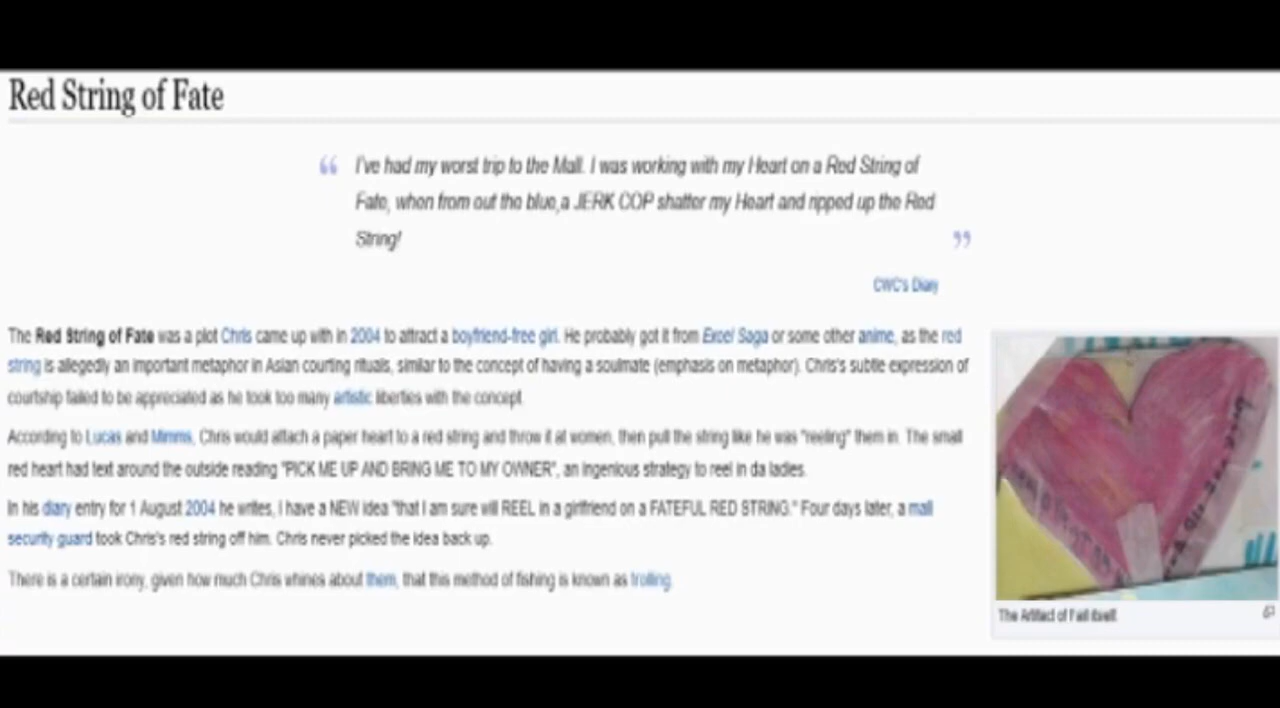 Red String of Fate
“ I've had my worst trip to the Mall. I was working with my Heart on a Red String of
Fate, when from out the blue,a JERK COP shatter my Heart and ripped up the Red
String! ”
CWC's Diary
The Red String of Fate was a plot Chris came up with in 2004 to attract a boyfriend-free girl. He probably got it from Excel Saga or some other anime, as the red
string is allegedly an important metaphor in Asian courting rituals, similar to the concept of having a soulmate (emphasis on metaphor). Chris's subtle expression of
courtship failed to be appreciated as he took too many artistic liberties with the concept.
According to Lucas and Mimms, Chris would attach a paper heart to a red string and throw it at women, then pull the string like he was "reeling" them in. The small
red heart had text around the outside reading "PICK ME UP AND BRING ME TO MY OWNER", an ingenious strategy to reel in da ladies.
In his diary entry for 1 August 2004 he writes, I have a NEW idea "that I am sure will REEL in a girlfriend on a FATEFUL RED STRING." Four days later, a mall
security guard took Chris's red string off him. Chris never picked the idea back up.
There is a certain irony, given how much Chris whines about them, that this method of fishing is known as trolling.
The Artifact of Fail itself.